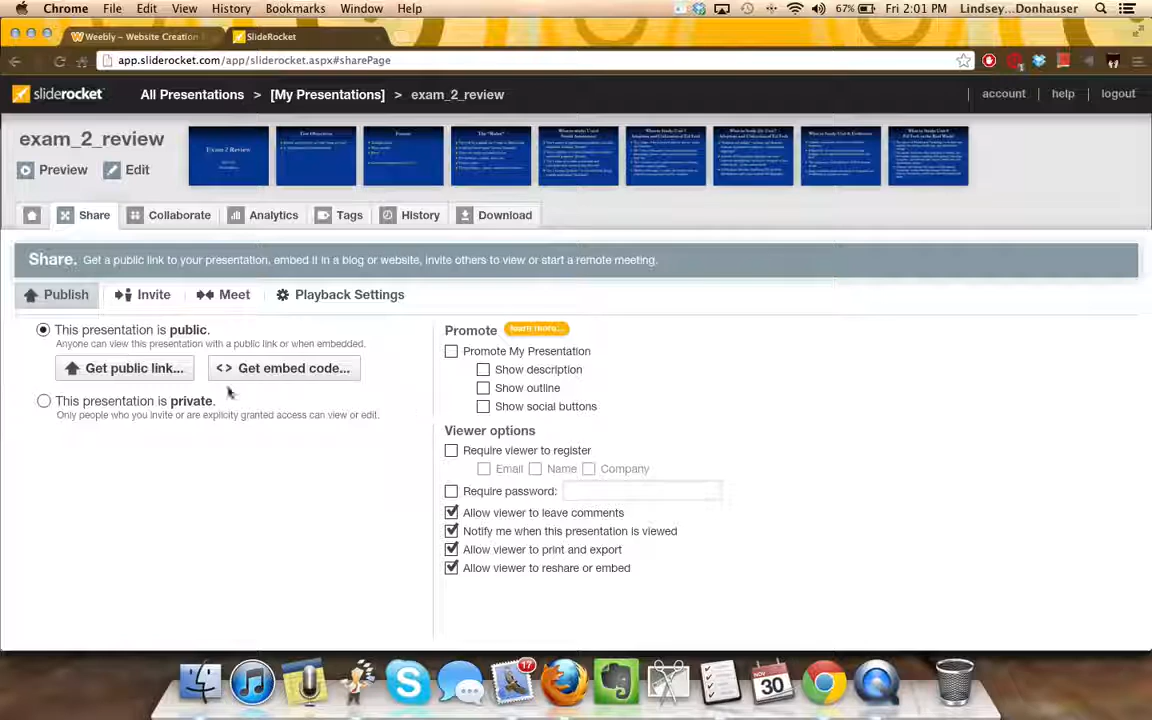 Chrome File Edit View History Bookmarks Window Help 67% Fri 2:01 PM Lindsey...Donhauser
Weebly - Website Creation SlideRocket
app.sliderocket.com/app/sliderocket.aspx#sharePage
sliderocket All Presentations > [My Presentations] > exam_2_review account help logout
exam_2_review
Exam 2 Review
Preview Edit
Share Collaborate Analytics Tags History Download
Share. Get a public link to your presentation, embed it in a blog or website, invite others to view or start a remote meeting.
Publish Invite Meet Playback Settings
This presentation is public.
Anyone can view this presentation with a public link or when embedded.
Get public link...
<> Get embed code...
This presentation is private.
Only people who you invite or are explicitly granted access can view or edit.
Promote learn more...
Promote My Presentation
Show description
Show outline
Show social buttons
Viewer options
Require viewer to register
Email Name Company
Require password:
Allow viewer to leave comments
Notify me when this presentation is viewed
Allow viewer to print and export
Allow viewer to reshare or embed
17
NOV
30